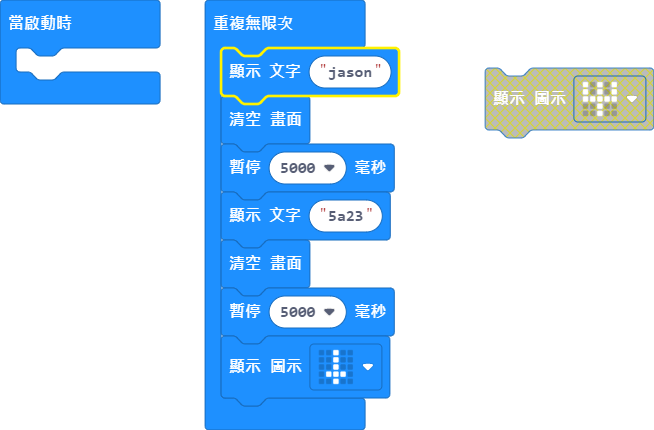 當啟動時
重複無限次
顯示 文字 "jason"
清空 畫面
暫停 5000 毫秒
顯示 文字 "5a23"
清空 畫面
暫停 5000 毫秒
顯示 圖示
顯示 圖示